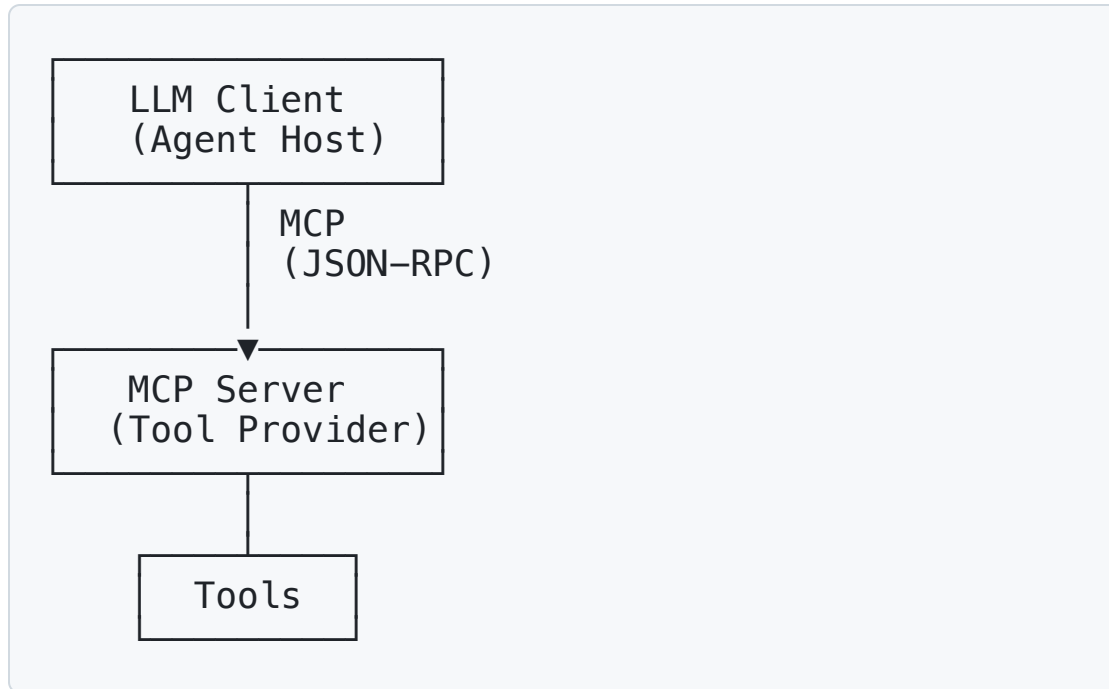 LLM Client
(Agent Host)
MCP
(JSON-RPC)
MCP Server
(Tool Provider)
Tools